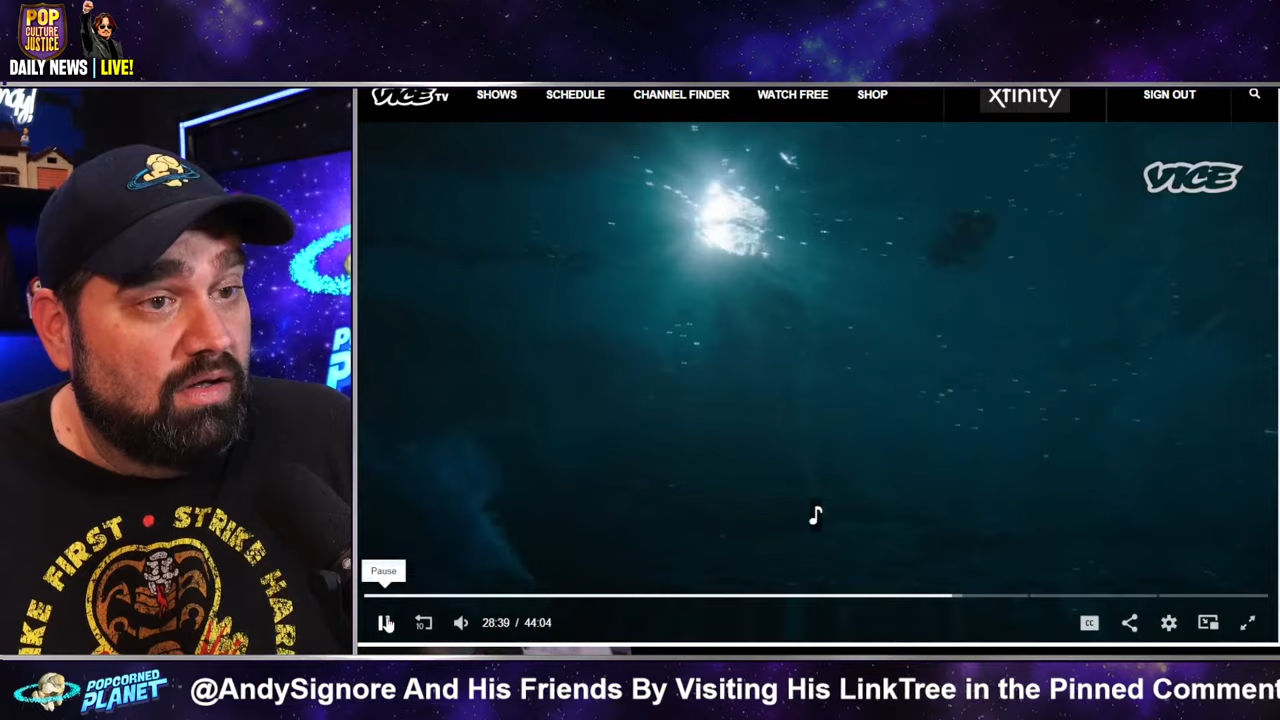 POP
CULTURE
JUSTICE
DAILY NEWS | LIVE!
VICE TV
SHOWS
SCHEDULE
CHANNEL FINDER
WATCH FREE
SHOP
xfinity
SIGN OUT
VICE
STRIKE
FIRST
STRIKE
Pause
10
28:39 / 44:04
CC
POPCORNED
PLANET
@AndySignore And His Friends By Visiting His LinkTree in the Pinned Comment